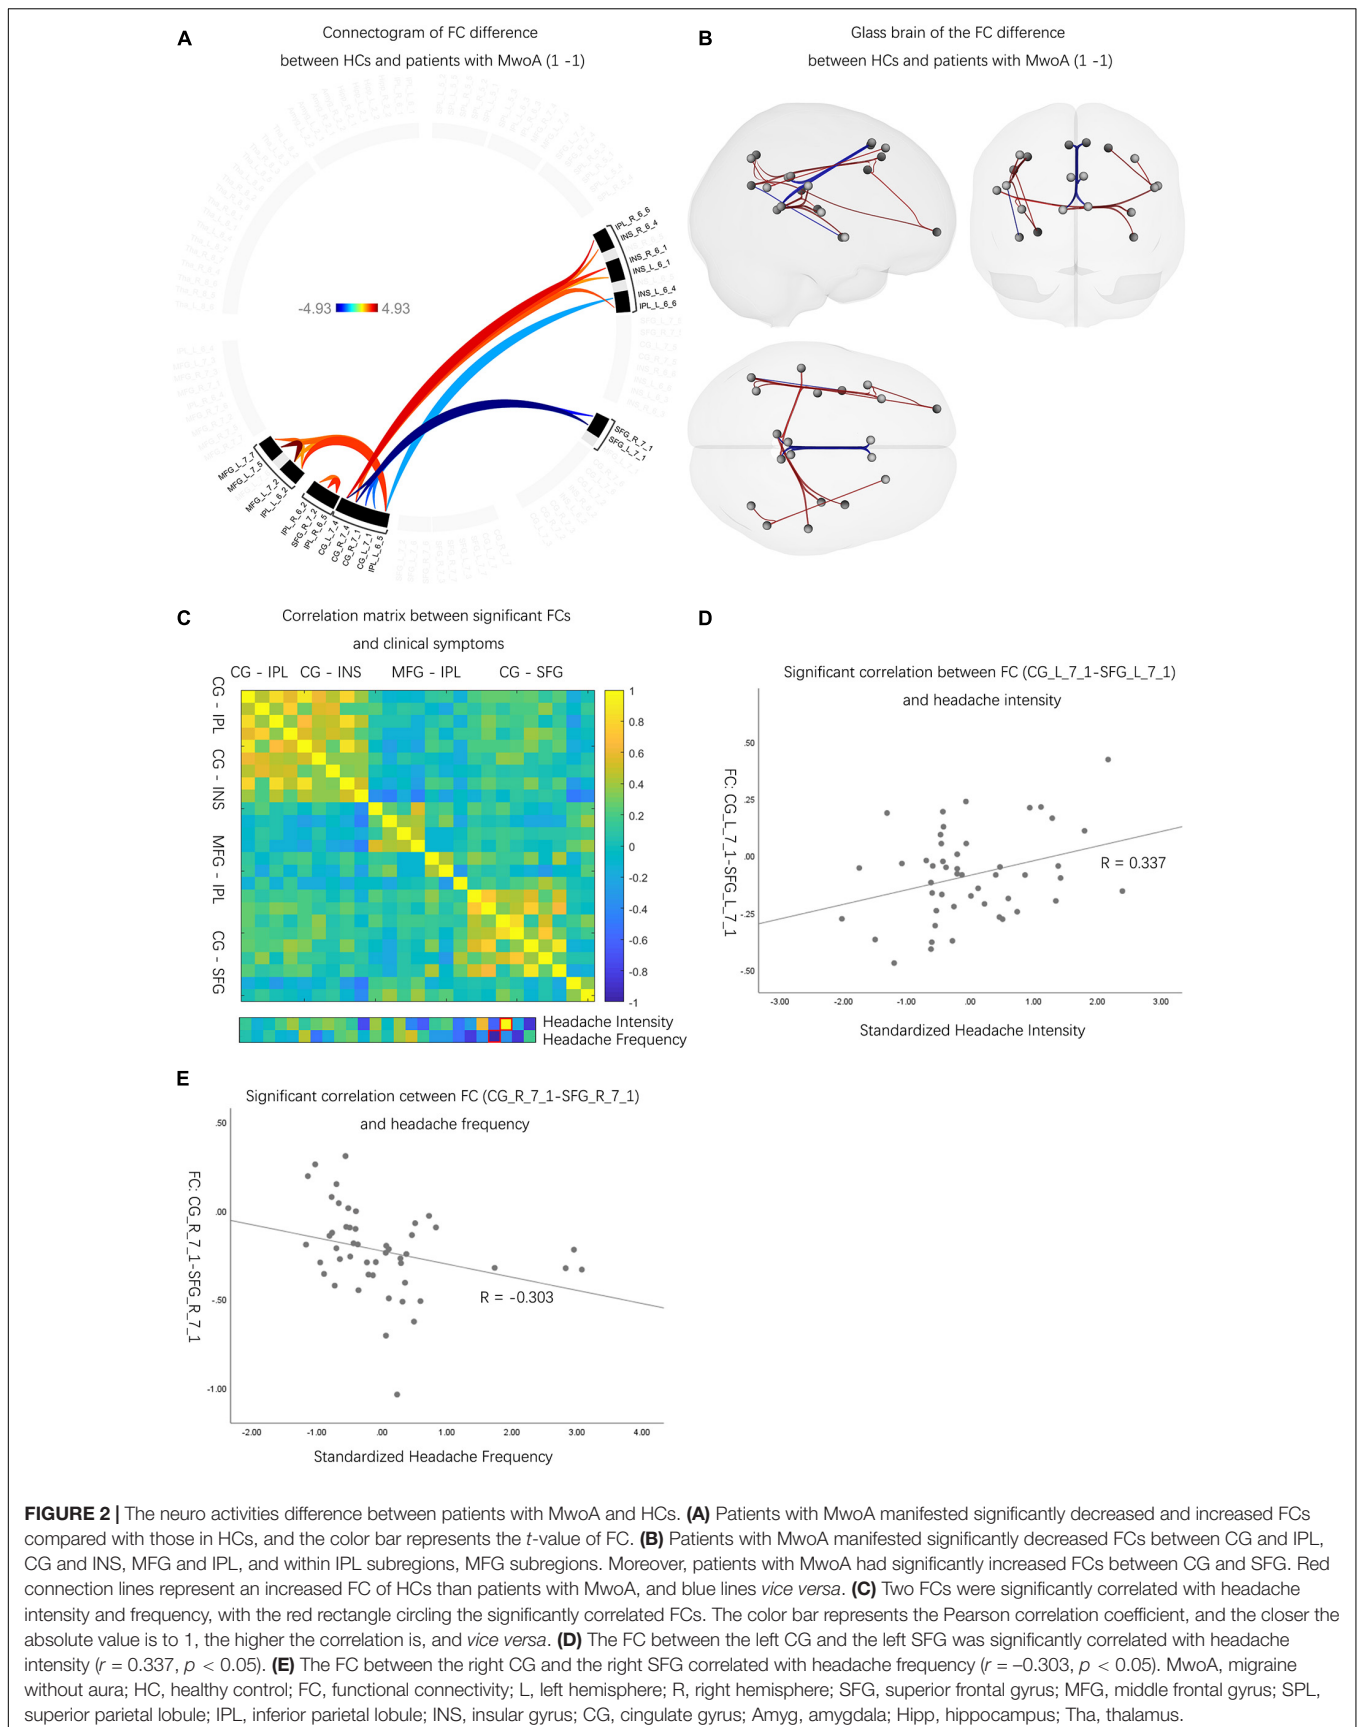 A
Connectogram of FC difference
between HCs and patients with MwoA (1 -1)
B
Glass brain of the FC difference
between HCs and patients with MwoA (1 -1)
IPL_R_6_6
INS_R_6_4
INS_R_6_1
INS_L_6_1
INS_L_6_4
IPL_L_6_6
-4.93
4.93
SFG_R_7_1
SFG_L_7_1
MFG_L_7_7
MFG_L_7_5
MFG_L_7_2
IPL_L_6_2
IPL_R_6_2
SFG_R_7_2
IPL_R_6_5
CG_L_7_4
CG_R_7_4
CG_R_7_1
CG_L_7_1
IPL_L_6_5
C
Correlation matrix between significant FCs
and clinical symptoms
CG - IPL CG - INS MFG - IPL CG - SFG
CG - IPL
CG - INS
MFG - IPL
CG - SFG
1
0.8
0.6
0.4
0.2
0
-0.2
-0.4
-0.6
-0.8
-1
Headache Intensity
Headache Frequency
D
Significant correlation between FC (CG_L_7_1-SFG_L_7_1)
and headache intensity
FC: CG_L_7_1-SFG_L_7_1
.50
.25
.00
-.25
-.50
R = 0.337
-3.00 -2.00 -1.00 .00 1.00 2.00 3.00
Standardized Headache Intensity
E
Significant correlation cetween FC (CG_R_7_1-SFG_R_7_1)
and headache frequency
FC: CG_R_7_1-SFG_R_7_1
.50
.00
-.50
-1.00
R = -0.303
-2.00 -1.00 .00 1.00 2.00 3.00 4.00
Standardized Headache Frequency
FIGURE 2 | The neuro activities difference between patients with MwoA and HCs. (A) Patients with MwoA manifested significantly decreased and increased FCs
compared with those in HCs, and the color bar represents the t-value of FC. (B) Patients with MwoA manifested significantly decreased FCs between CG and IPL,
CG and INS, MFG and IPL, and within IPL subregions, MFG subregions. Moreover, patients with MwoA had significantly increased FCs between CG and SFG. Red
connection lines represent an increased FC of HCs than patients with MwoA, and blue lines vice versa. (C) Two FCs were significantly correlated with headache
intensity and frequency, with the red rectangle circling the significantly correlated FCs. The color bar represents the Pearson correlation coefficient, and the closer the
absolute value is to 1, the higher the correlation is, and vice versa. (D) The FC between the left CG and the left SFG was significantly correlated with headache
intensity (r = 0.337, p < 0.05). (E) The FC between the right CG and the right SFG correlated with headache frequency (r = –0.303, p < 0.05). MwoA, migraine
without aura; HC, healthy control; FC, functional connectivity; L, left hemisphere; R, right hemisphere; SFG, superior frontal gyrus; MFG, middle frontal gyrus; SPL,
superior parietal lobule; IPL, inferior parietal lobule; INS, insular gyrus; CG, cingulate gyrus; Amyg, amygdala; Hipp, hippocampus; Tha, thalamus.